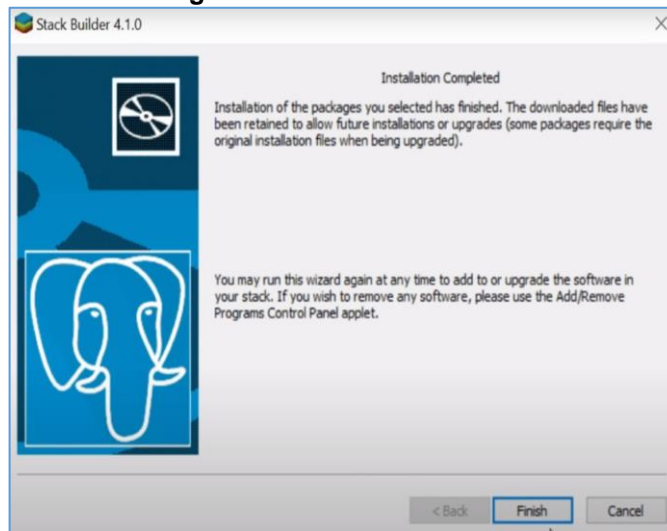 Stack Builder 4.1.0
Installation Completed
Installation of the packages you selected has finished. The downloaded files have
been retained to allow future installations or upgrades (some packages require the
original installation files when being upgraded).
You may run this wizard again at any time to add to or upgrade the software in
your stack. If you wish to remove any software, please use the Add/Remove
Programs Control Panel applet.
< Back Finish Cancel